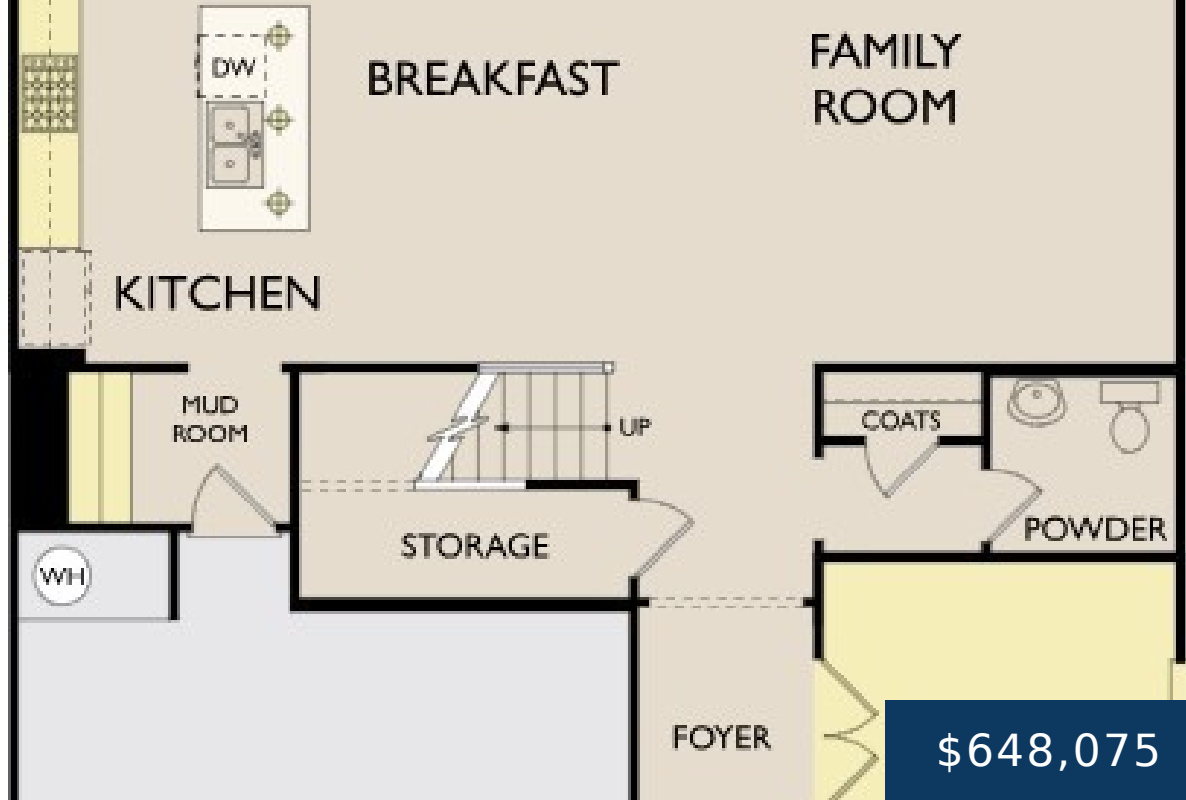 DW
BREAKFAST
FAMILY
ROOM
KITCHEN
MUD
ROOM
UP
COATS
STORAGE
POWDER
WH
FOYER
$648,075